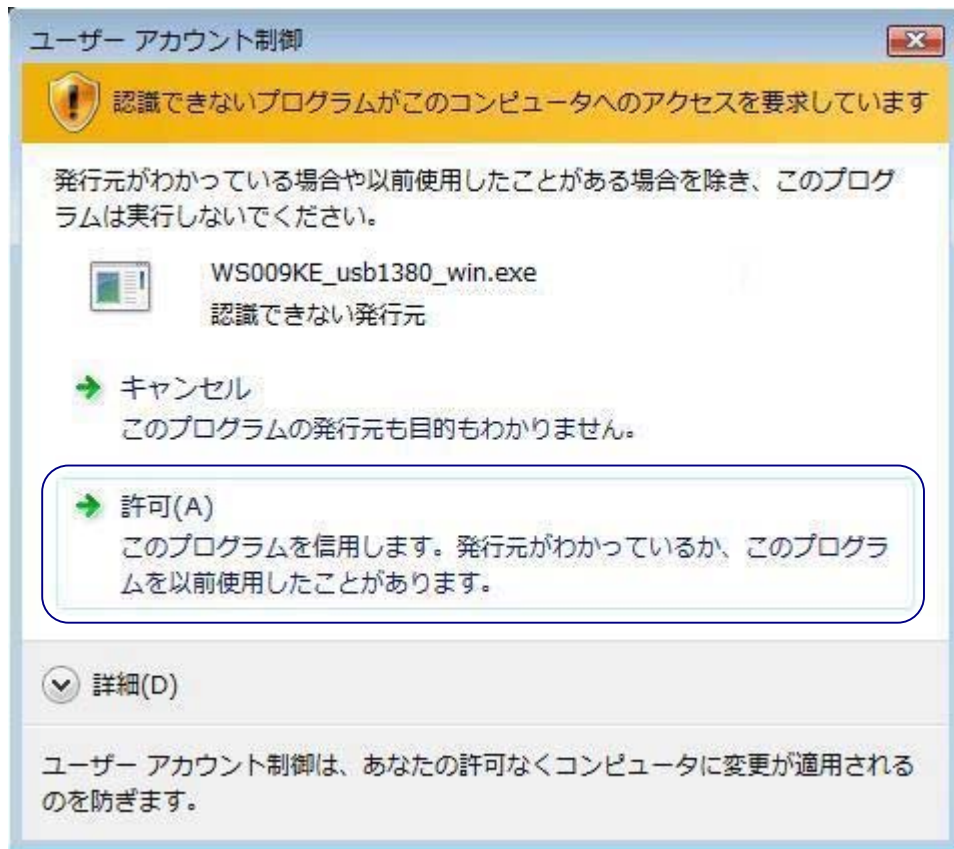 ユーザー アカウント制御
認識できないプログラムがこのコンピュータへのアクセスを要求しています
発行元がわかっている場合や以前使用したことがある場合を除き、このプログ
ラムは実行しないでください。
WS009KE_usb1380_win.exe
認識できない発行元
キャンセル
このプログラムの発行元も目的もわかりません。
許可(A)
このプログラムを信用します。発行元がわかっているか、このプログラ
ムを以前使用したことがあります。
詳細(D)
ユーザー アカウント制御は、あなたの許可なくコンピュータに変更が適用される
のを防ぎます。